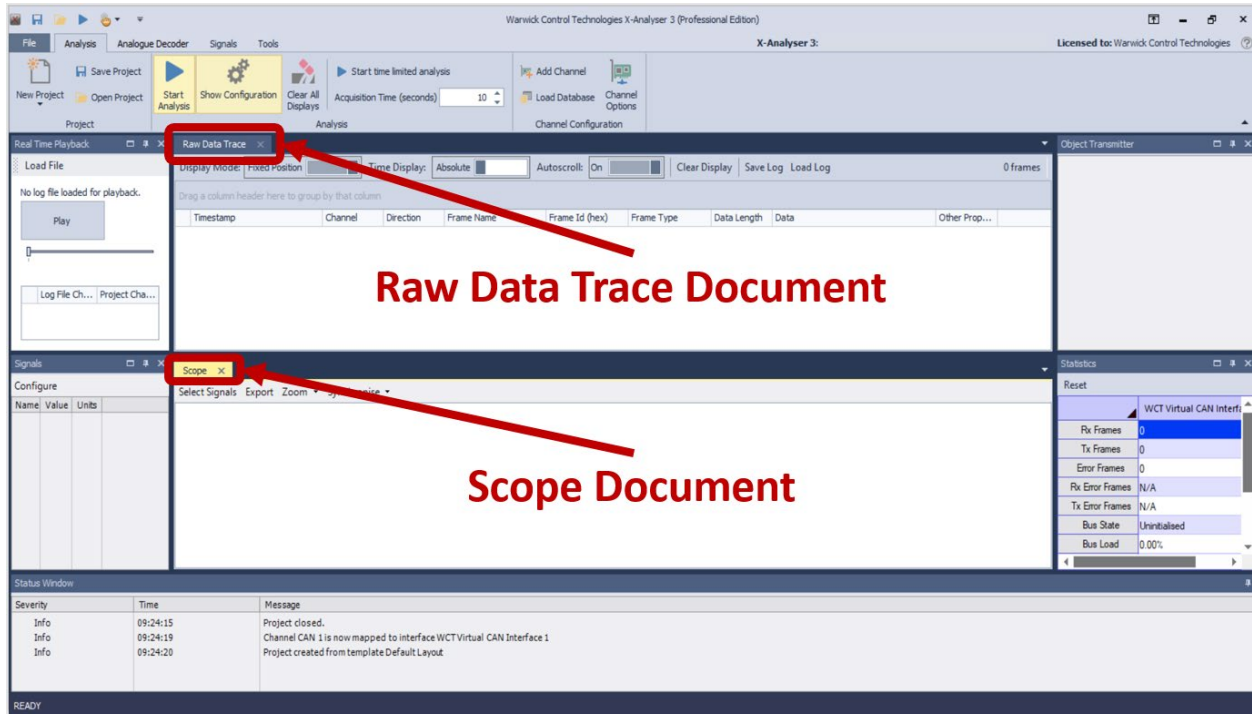 Warwick Control Technologies X-Analyser 3 (Professional Edition)
File Analysis Analogue Decoder Signals Tools X-Analyser 3: Licensed to: Warwick Control Technologies
New Project
Save Project
Open Project
Project
Start Analysis
Show Configuration
Clear All Displays
Start time limited analysis
Acquisition Time (seconds) 10
Analysis
Add Channel
Load Database
Channel Options
Channel Configuration
Real Time Playback
Load File
No log file loaded for playback.
Play
Log File Ch... Project Cha...
Raw Data Trace
Display Mode: Fixed Position Time Display: Absolute Autoscroll: On Clear Display Save Log Load Log 0 frames
Drag a column header here to group by that column
Timestamp Channel Direction Frame Name Frame Id (hex) Frame Type Data Length Data Other Prop...
Raw Data Trace Document
Object Transmitter
Signals
Configure
Name Value Units
Scope
Select Signals Export Zoom
Scope Document
Statistics
Reset
WCT Virtual CAN Interfa
Rx Frames 0
Tx Frames 0
Error Frames 0
Rx Error Frames N/A
Tx Error Frames N/A
Bus State Uninitialised
Bus Load 0.00%
Status Window
Severity Time Message
Info 09:24:15 Project closed.
Info 09:24:19 Channel CAN 1 is now mapped to interface WCT Virtual CAN Interface 1
Info 09:24:20 Project created from template Default Layout
READY